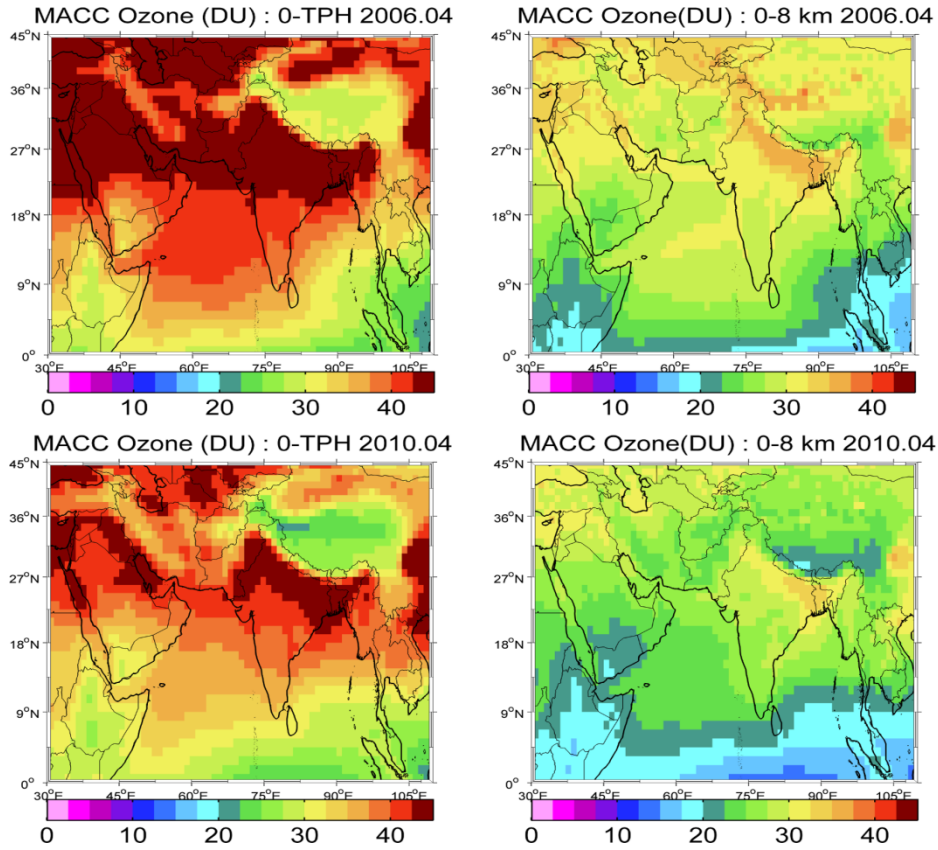 MACC Ozone (DU) : 0-TPH 2006.04
45°N
36°N
27°N
18°N
9°N
0°
30°E 45°E 60°E 75°E 90°E 105°E
0 10 20 30 40
MACC Ozone(DU) : 0-8 km 2006.04
45°N
36°N
27°N
18°N
9°N
0°
30°E 45°E 60°E 75°E 90°E 105°E
0 10 20 30 40
MACC Ozone (DU) : 0-TPH 2010.04
45°N
36°N
27°N
18°N
9°N
0°
30°E 45°E 60°E 75°E 90°E 105°E
0 10 20 30 40
MACC Ozone(DU) : 0-8 km 2010.04
45°N
36°N
27°N
18°N
9°N
0°
30°E 45°E 60°E 75°E 90°E 105°E
0 10 20 30 40